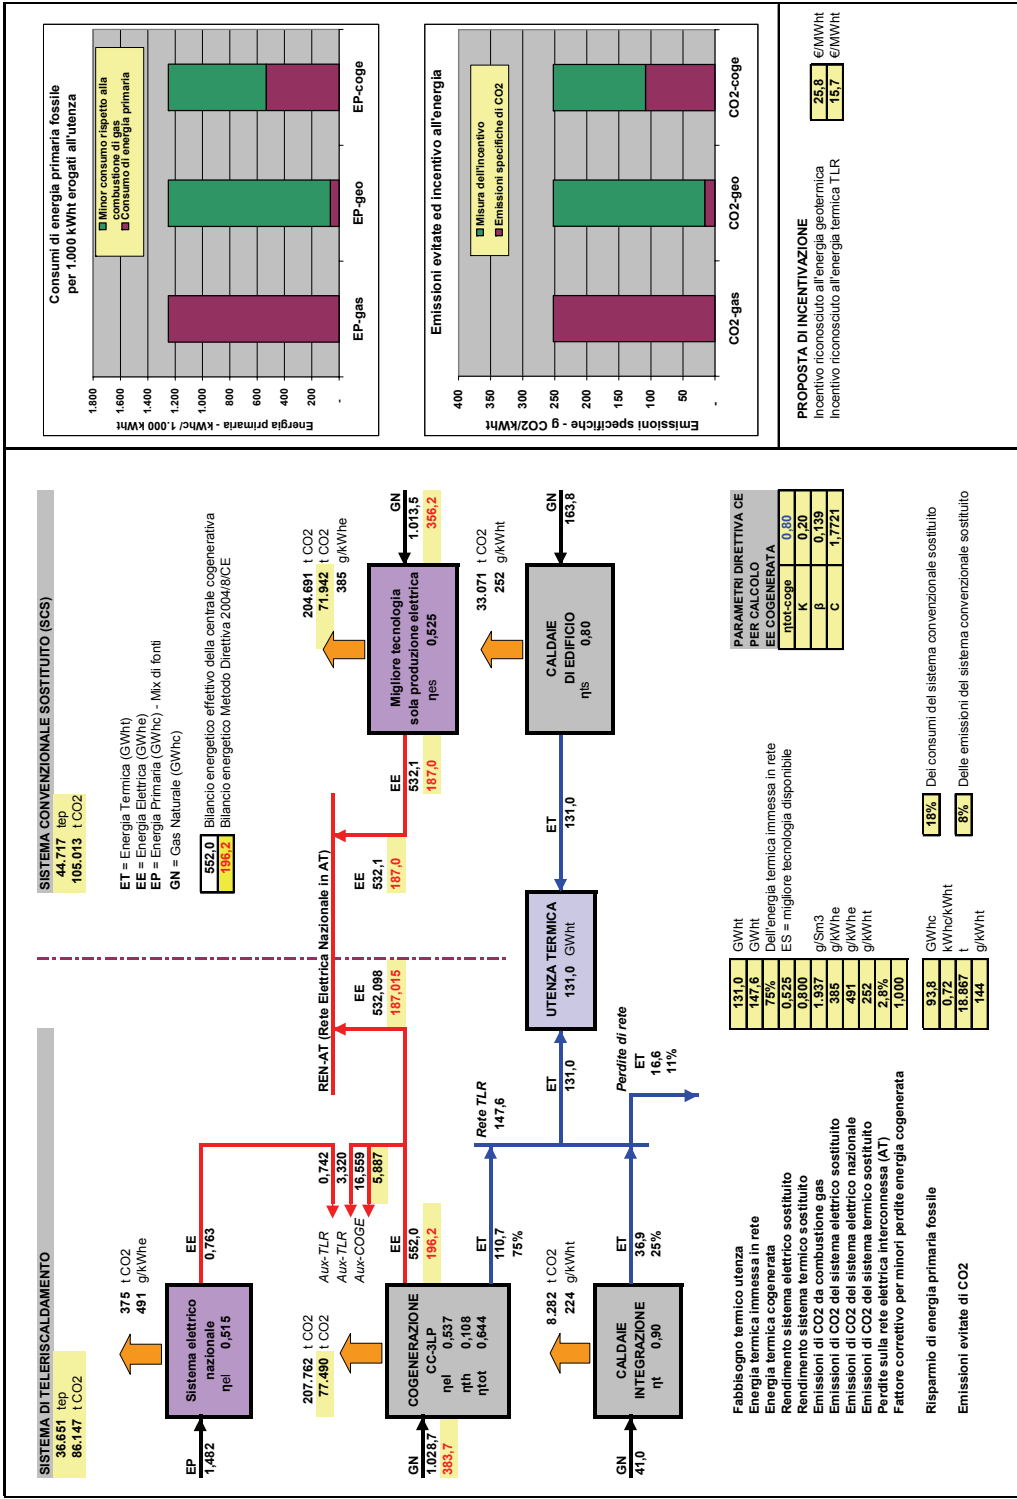 SISTEMA DI TELERISCALDAMENTO
36.651 tep
86.147 t CO2
375 t CO2
491 g/kWhe
Sistema elettrico
nazionale
ηel 0,515
EP
1,482
EE
0,763
207.762 t CO2
77.490 t CO2
Aux-TLR
0,742
Aux-TLR
3,320
Aux-COGE
16,559
5,887
COGENERAZIONE
CC-3LP
ηel 0,537
ηth 0,108
ηtot 0,644
GN
1.028,7
383,7
EE
552,0
196,2
ET
110,7
75%
8.282 t CO2
224 g/kWht
CALDAIE
INTEGRAZIONE
ηt 0,90
GN
41,0
ET
36,9
25%
Rete TLR
147,6
Perdite di rete
ET
16,6
11%
ET
131,0
REN-AT (Rete Elettrica Nazionale in AT)
EE
532,098
187,015
UTENZA TERMICA
131,0 GWht
SISTEMA CONVENZIONALE SOSTITUITO (SCS)
44.717 tep
105.013 t CO2
ET = Energia Termica (GWht)
EE = Energia Elettrica (GWhe)
EP = Energia Primaria (GWhc) - Mix di fonti
GN = Gas Naturale (GWhc)
552,0 Bilancio energetico effettivo della centrale cogenerativa
196,2 Bilancio energetico Metodo Direttiva 2004/8/CE
EE
532,1
187,0
EE
532,1
187,0
204.691 t CO2
71.942 t CO2
385 g/kWhe
Migliore tecnologia
sola produzione elettrica
ηes 0,525
GN
1.013,5
356,2
33.071 t CO2
252 g/kWht
CALDAIE
DI EDIFICIO
ηts 0,80
GN
163,8
ET
131,0
Fabbisogno termico utenza 131,0 GWht
Energia termica immessa in rete 147,6 GWht
Energia termica cogenerata 75% Dell'energia termica immessa in rete
Rendimento sistema elettrico sostituito 0,525 ES = migliore tecnologia disponibile
Rendimento sistema termico sostituito 0,800
Emissioni di CO2 da combustione gas 1.937 g/Sm3
Emissioni di CO2 del sistema elettrico sostituito 385 g/kWhe
Emissioni di CO2 del sistema elettrico nazionale 491 g/kWhe
Emissioni di CO2 del sistema termico sostituito 252 g/kWht
Perdite sulla rete elettrica interconnessa (AT) 2,8%
Fattore correttivo per minori perdite energia cogenerata 1,000
Risparmio di energia primaria fossile 93,8 GWhc
0,72 kWhc/kWht
Emissioni evitate di CO2 18.867 t
144 g/kWht
18% Dei consumi del sistema convenzionale sostituito
8% Delle emissioni del sistema convenzionale sostituito
PARAMETRI DIRETTIVA CE
PER CALCOLO
EE COGENERATA
ηtot-coge 0,80
K 0,20
β 0,139
C 1,7721
Consumi di energia primaria fossile
per 1.000 kWht erogati all'utenza
Minor consumo rispetto alla
combustione di gas
Consumo di energia primaria
Energia primaria - kWhc/ 1.000 kWht
1.800
1.600
1.400
1.200
1.000
800
600
400
200
-
EP-gas
EP-geo
EP-coge
Emissioni evitate ed incentivo all'energia
Misura dell'incentivo
Emissioni specifiche di CO2
Emissioni specifiche - g CO2/kWht
400
350
300
250
200
150
100
50
-
CO2-gas
CO2-geo
CO2-coge
PROPOSTA DI INCENTIVAZIONE
Incentivo riconosciuto all'energia geotermica 25,8 €/MWht
Incentivo riconosciuto all'energia termica TLR 15,7 €/MWht